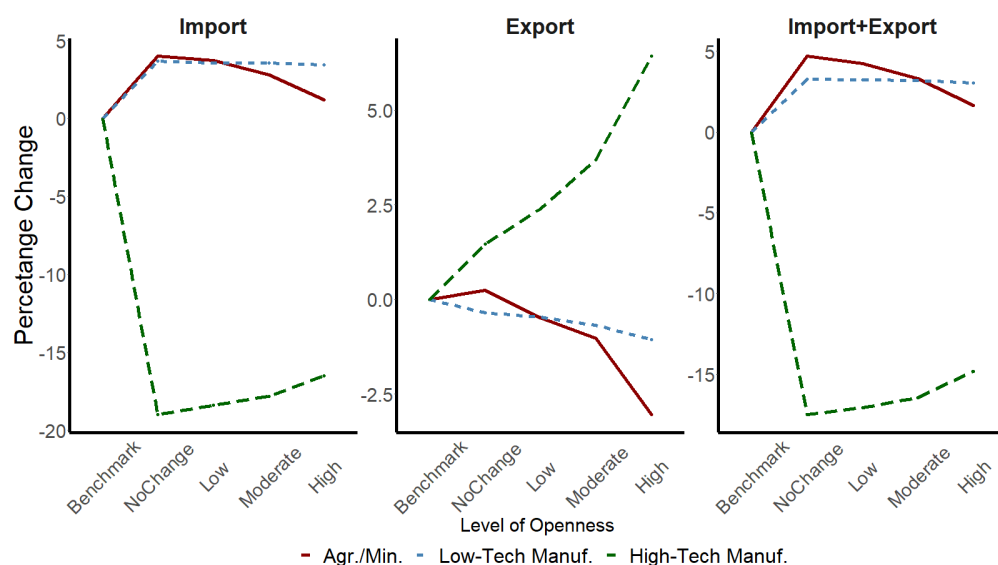 Import
Export
Import+Export
Percetange Change
5
0
-5
-10
-15
-20
5.0
2.5
0.0
-2.5
5
0
-5
-10
-15
Benchmark
NoChange
Low
Moderate
High
Benchmark
NoChange
Low
Moderate
High
Benchmark
NoChange
Low
Moderate
High
Level of Openness
Agr./Min.
Low-Tech Manuf.
High-Tech Manuf.